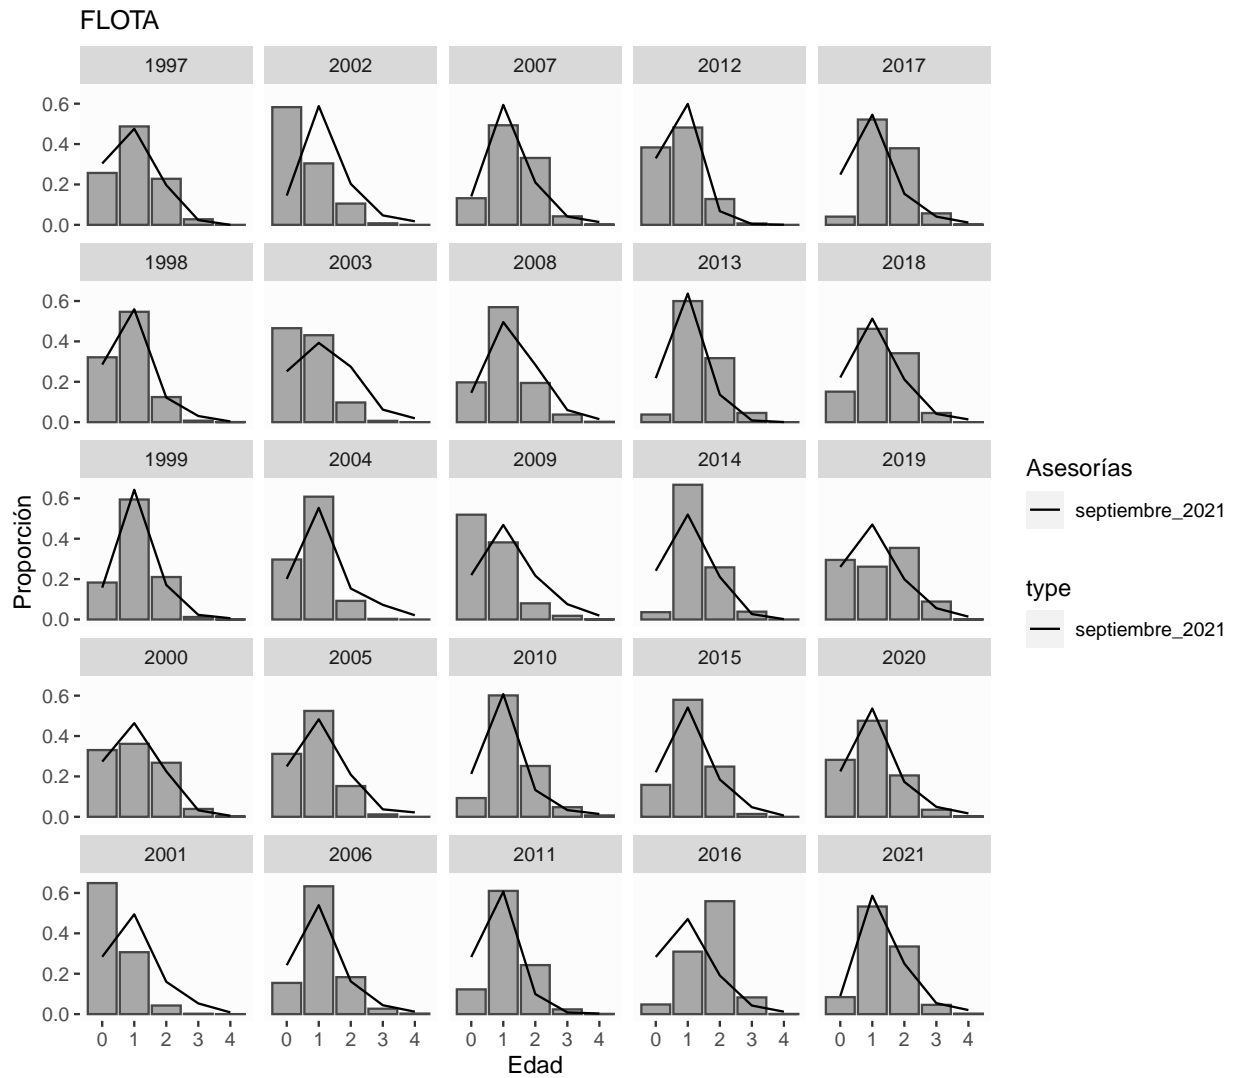 FLOTA
1997 2002 2007 2012 2017
0.6
0.4
0.2
0.0
1998 2003 2008 2013 2018
0.6
0.4
0.2
0.0
1999 2004 2009 2014 2019
0.6
0.4
0.2
0.0
2000 2005 2010 2015 2020
0.6
0.4
0.2
0.0
2001 2006 2011 2016 2021
0.6
0.4
0.2
0.0
0 1 2 3 4 0 1 2 3 4 0 1 2 3 4 0 1 2 3 4 0 1 2 3 4
Edad
Proporción
Asesorías
septiembre_2021
type
septiembre_2021